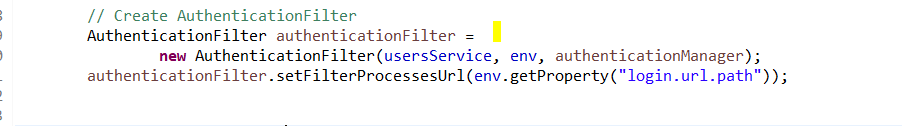 // Create AuthenticationFilter
AuthenticationFilter authenticationFilter =
new AuthenticationFilter(usersService, env, authenticationManager);
authenticationFilter.setFilterProcessesUrl(env.getProperty("login.url.path"));